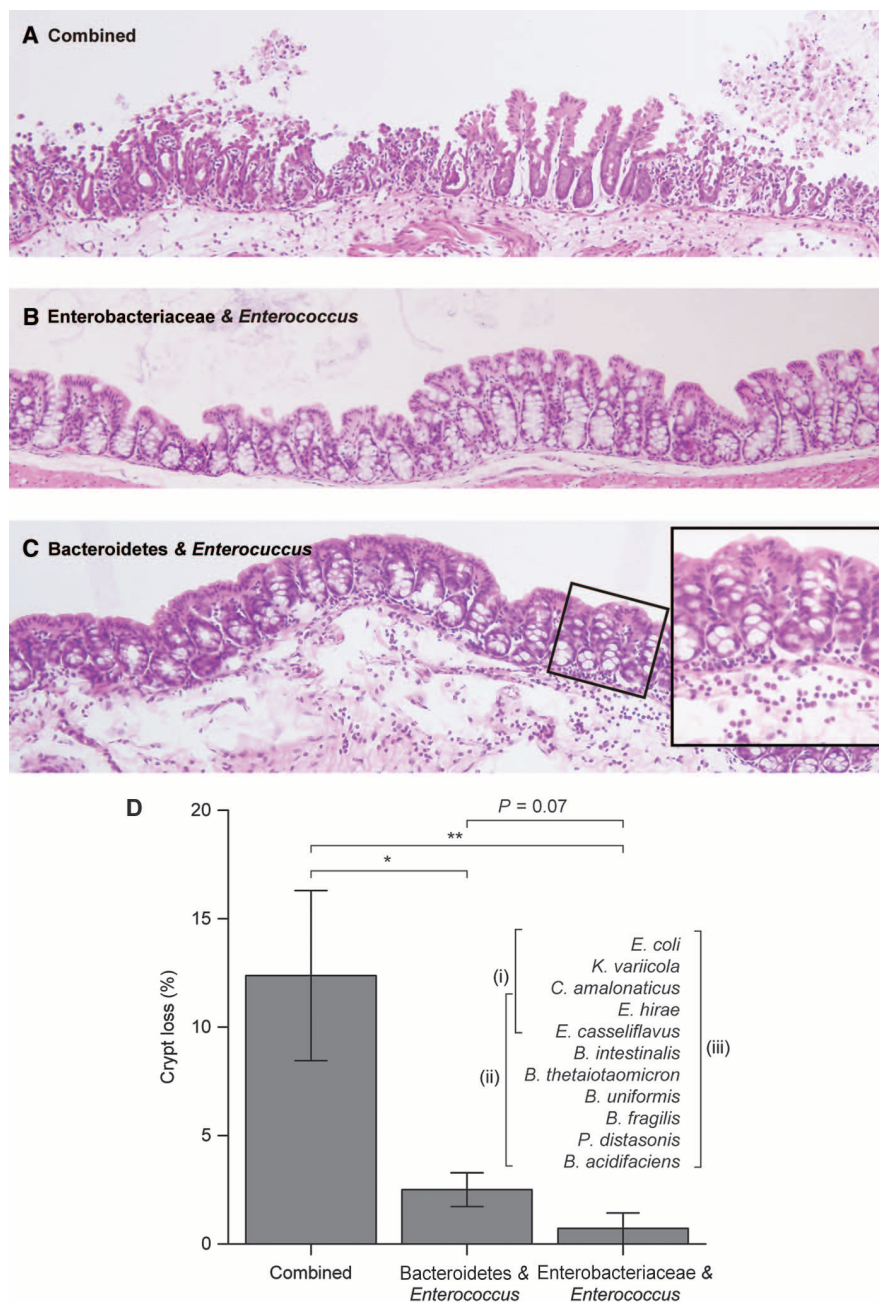 A Combined
B Enterobacteriaceae & Enterococcus
C Bacteroidetes & Enterucuccus
D
P = 0.07
**
*
20
15
10
5
0
Crypt loss (%)
(i)
(ii)
(iii)
E. coli
K. variicola
C. amalonaticus
E. hirae
E. casseliflavus
B. intestinalis
B. thetaiotaomicron
B. uniformis
B. fragilis
P. distasonis
B. acidifaciens
Combined
Bacteroidetes &
Enterococcus
Enterobacteriaceae &
Enterococcus